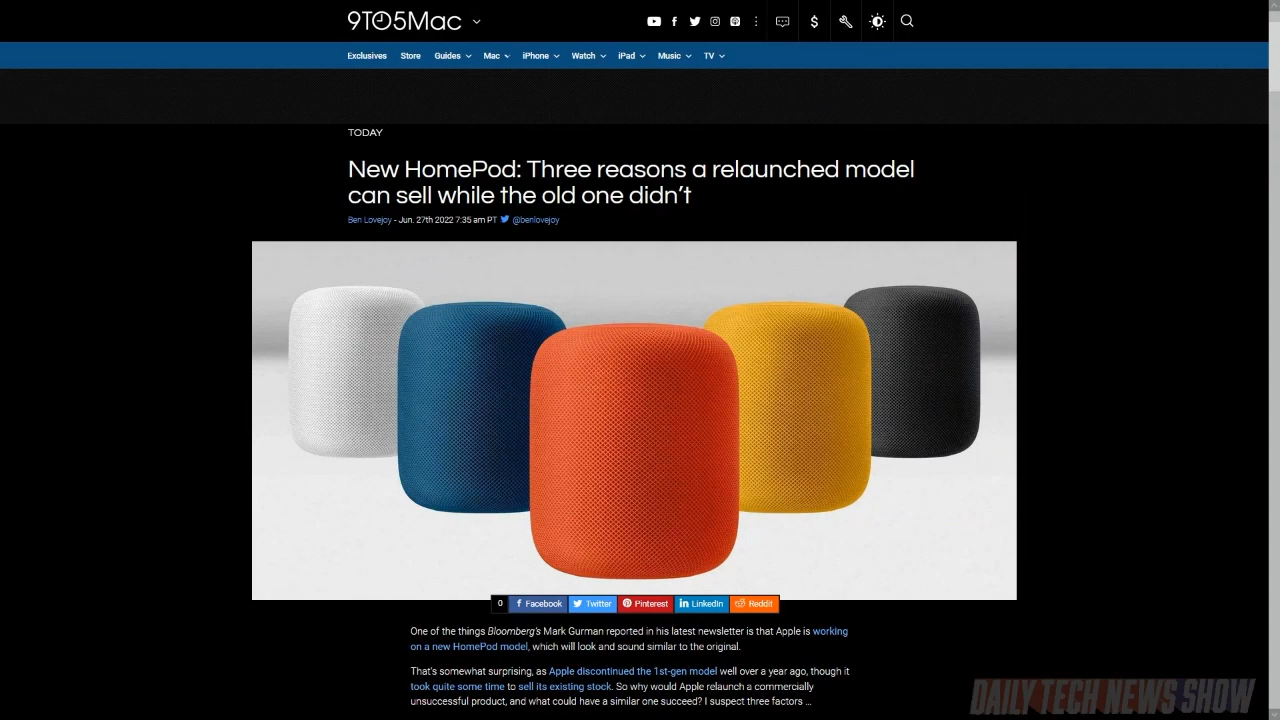 9TO5Mac
Exclusives Store Guides Mac iPhone Watch iPad Music TV
TODAY
New HomePod: Three reasons a relaunched model
can sell while the old one didn't
Ben Lovejoy - Jun. 27th 2022 7:35 am PT @benlovejoy
0 Facebook Twitter Pinterest LinkedIn Reddit
One of the things Bloomberg's Mark Gurman reported in his latest newsletter is that Apple is working
on a new HomePod model, which will look and sound similar to the original.
That's somewhat surprising, as Apple discontinued the 1st-gen model well over a year ago, though it
took quite some time to sell its existing stock. So why would Apple relaunch a commercially
unsuccessful product, and what could have a similar one succeed? I suspect three factors ...
DAILY TECH NEWS SHOW